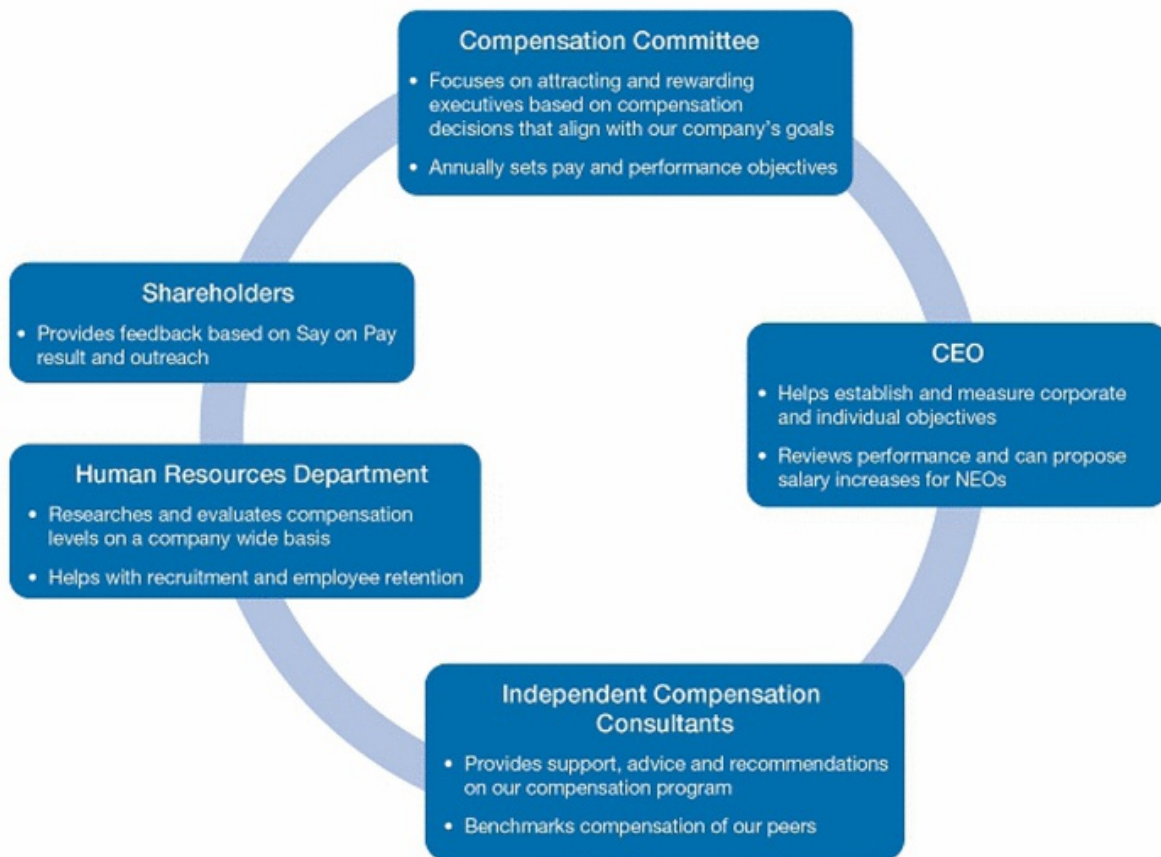 Compensation Committee
• Focuses on attracting and rewarding
executives based on compensation
decisions that align with our company's goals
• Annually sets pay and performance objectives
Shareholders
• Provides feedback based on Say on Pay
result and outreach
CEO
• Helps establish and measure corporate
and individual objectives
• Reviews performance and can propose
salary increases for NEOs
Human Resources Department
• Researches and evaluates compensation
levels on a company wide basis
• Helps with recruitment and employee retention
Independent Compensation
Consultants
• Provides support, advice and recommendations
on our compensation program
• Benchmarks compensation of our peers